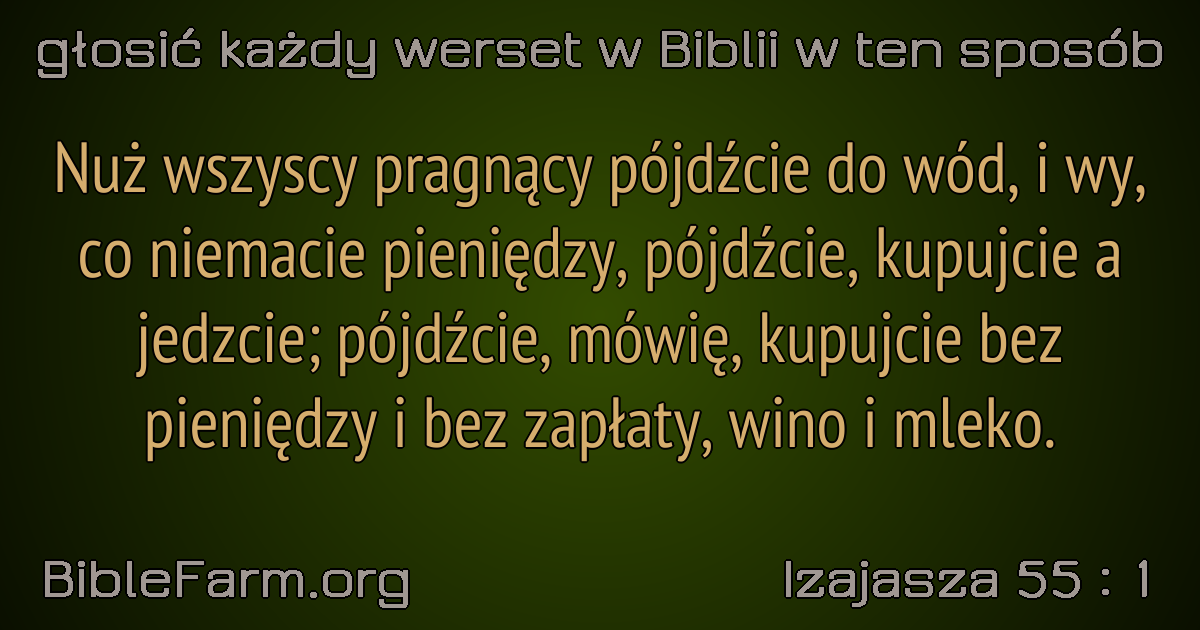 głosić każdy werset w Biblii w ten sposób
Nuż wszyscy pragnący pójdźcie do wód, i wy,
co niemacie pieniędzy, pójdźcie, kupujcie a
jedzcie; pójdźcie, mówię, kupujcie bez
pieniędzy i bez zapłaty, wino i mleko.
BibleFarm.org
Izajasza 55 : 1